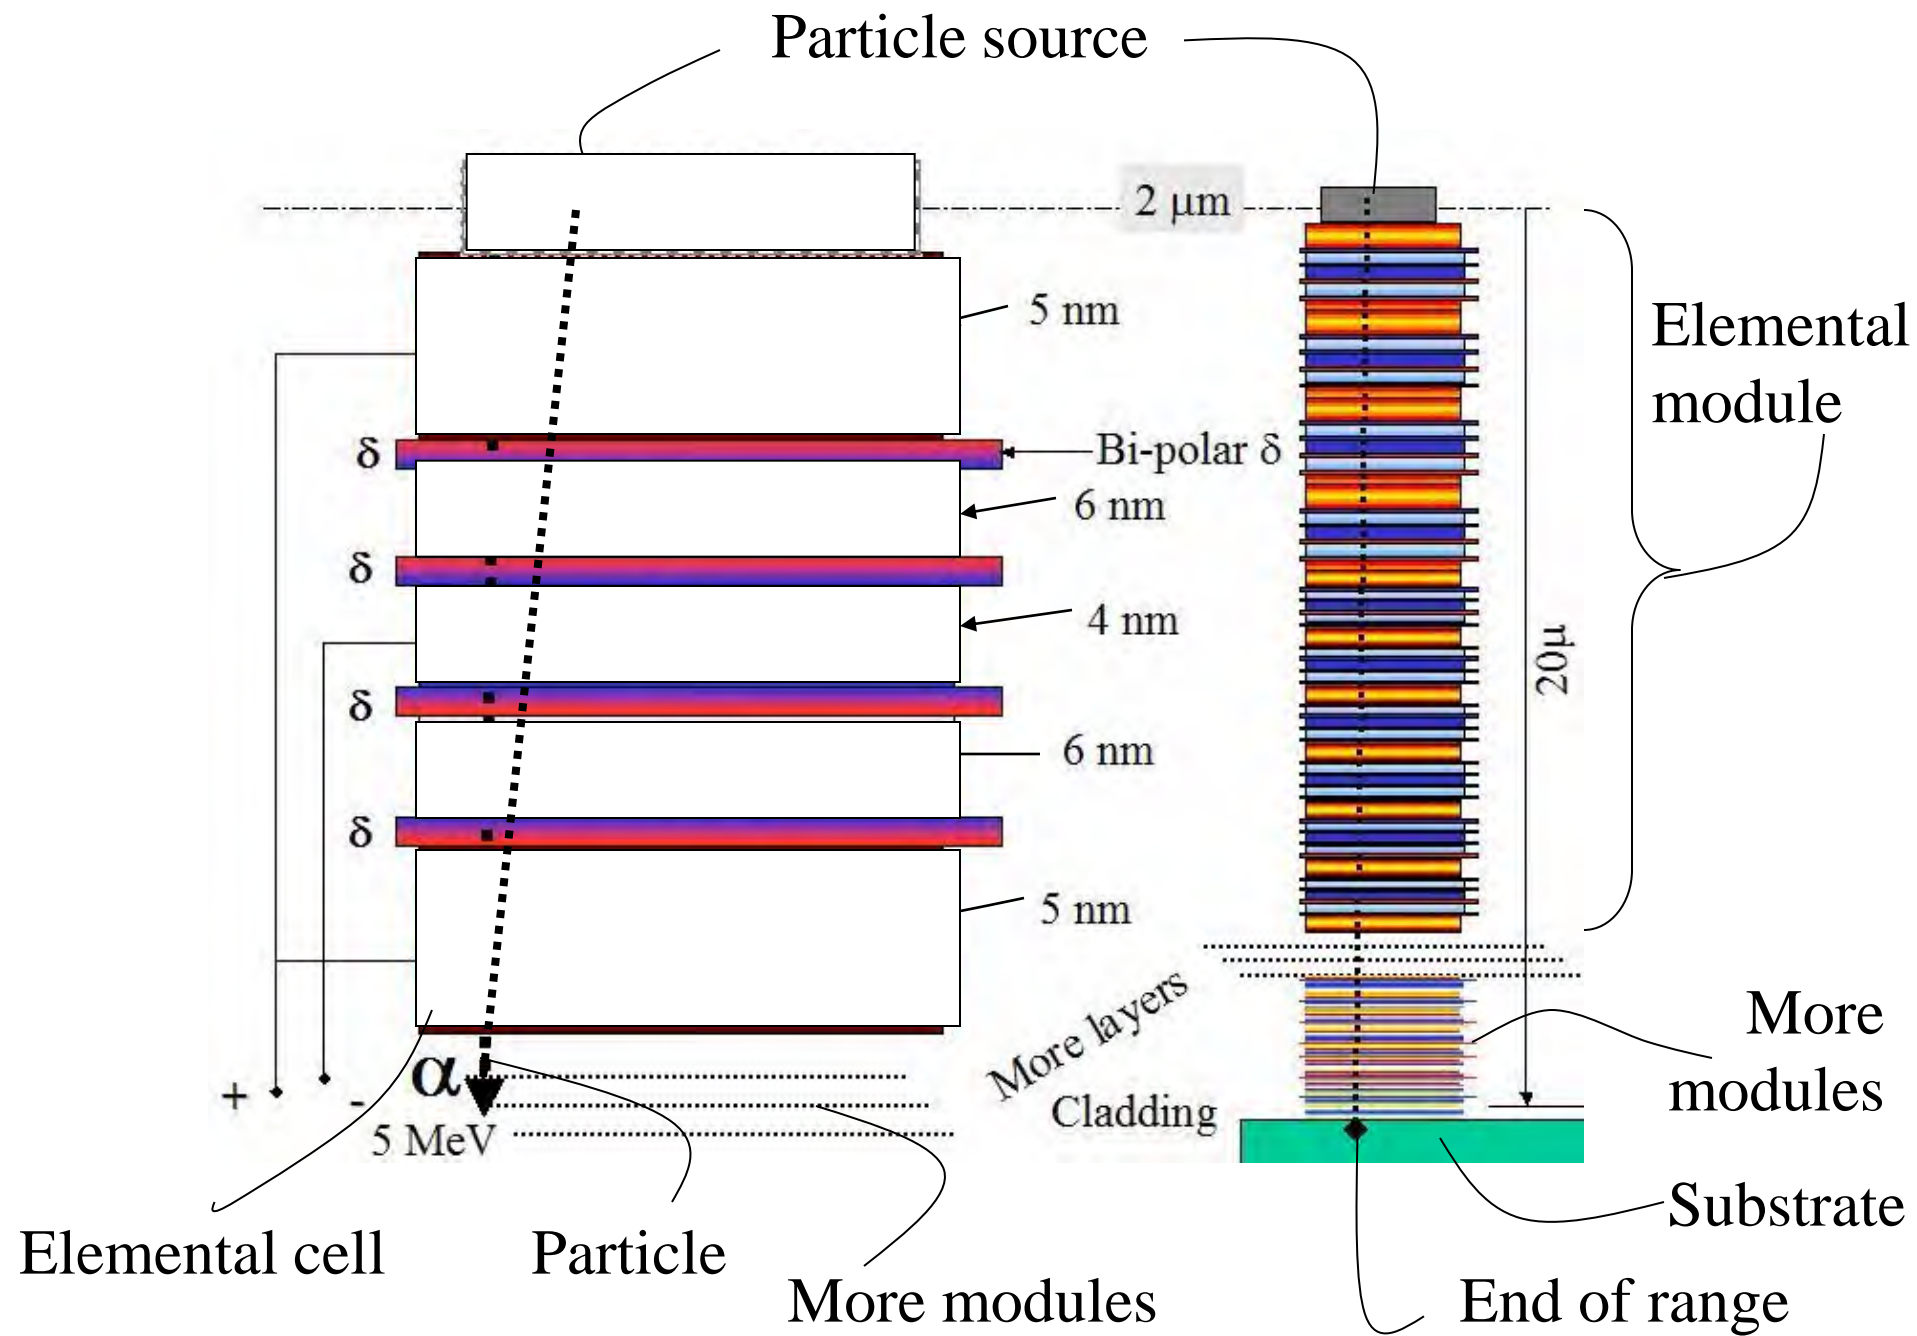 Particle source
2 μm
5 nm
Elemental
module
δ
Bi-polar δ
6 nm
δ
4 nm
20μ
δ
6 nm
δ
5 nm
More layers
More
modules
α
+
-
Cladding
5 MeV
Substrate
Elemental cell
Particle
More modules
End of range